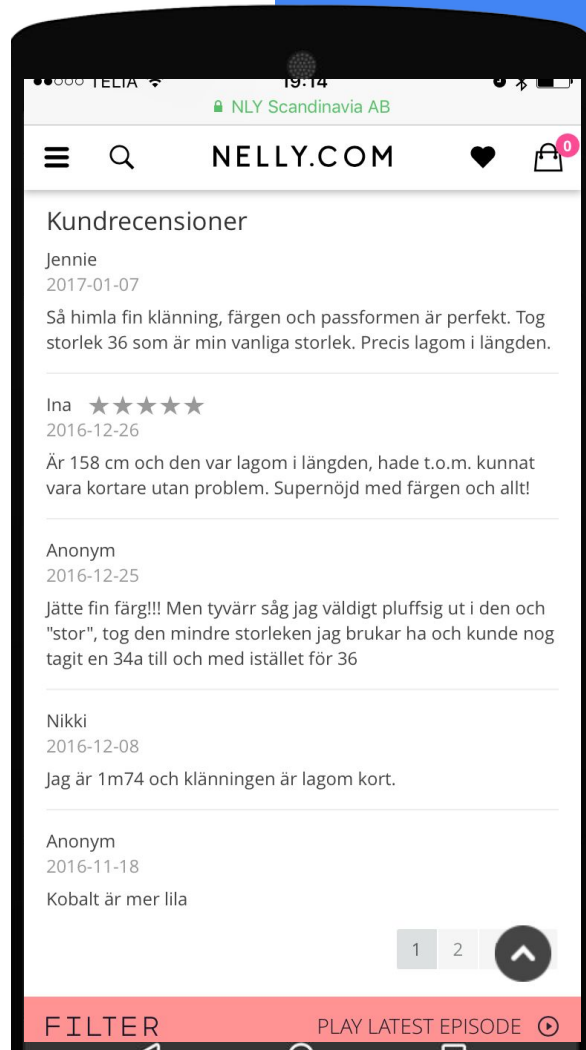 TELIA 19:14
NLY Scandinavia AB
NELLY.COM 0
Kundrecensioner
Jennie
2017-01-07
Så himla fin klänning, färgen och passformen är perfekt. Tog
storlek 36 som är min vanliga storlek. Precis lagom i längden.
Ina
2016-12-26
Är 158 cm och den var lagom i längden, hade t.o.m. kunnat
vara kortare utan problem. Supernöjd med färgen och allt!
Anonym
2016-12-25
Jätte fin färg!!! Men tyvärr såg jag väldigt pluffsig ut i den och
"stor", tog den mindre storleken jag brukar ha och kunde nog
tagit en 34a till och med istället för 36
Nikki
2016-12-08
Jag är 1m74 och klänningen är lagom kort.
Anonym
2016-11-18
Kobalt är mer lila
1 2
FILTER PLAY LATEST EPISODE